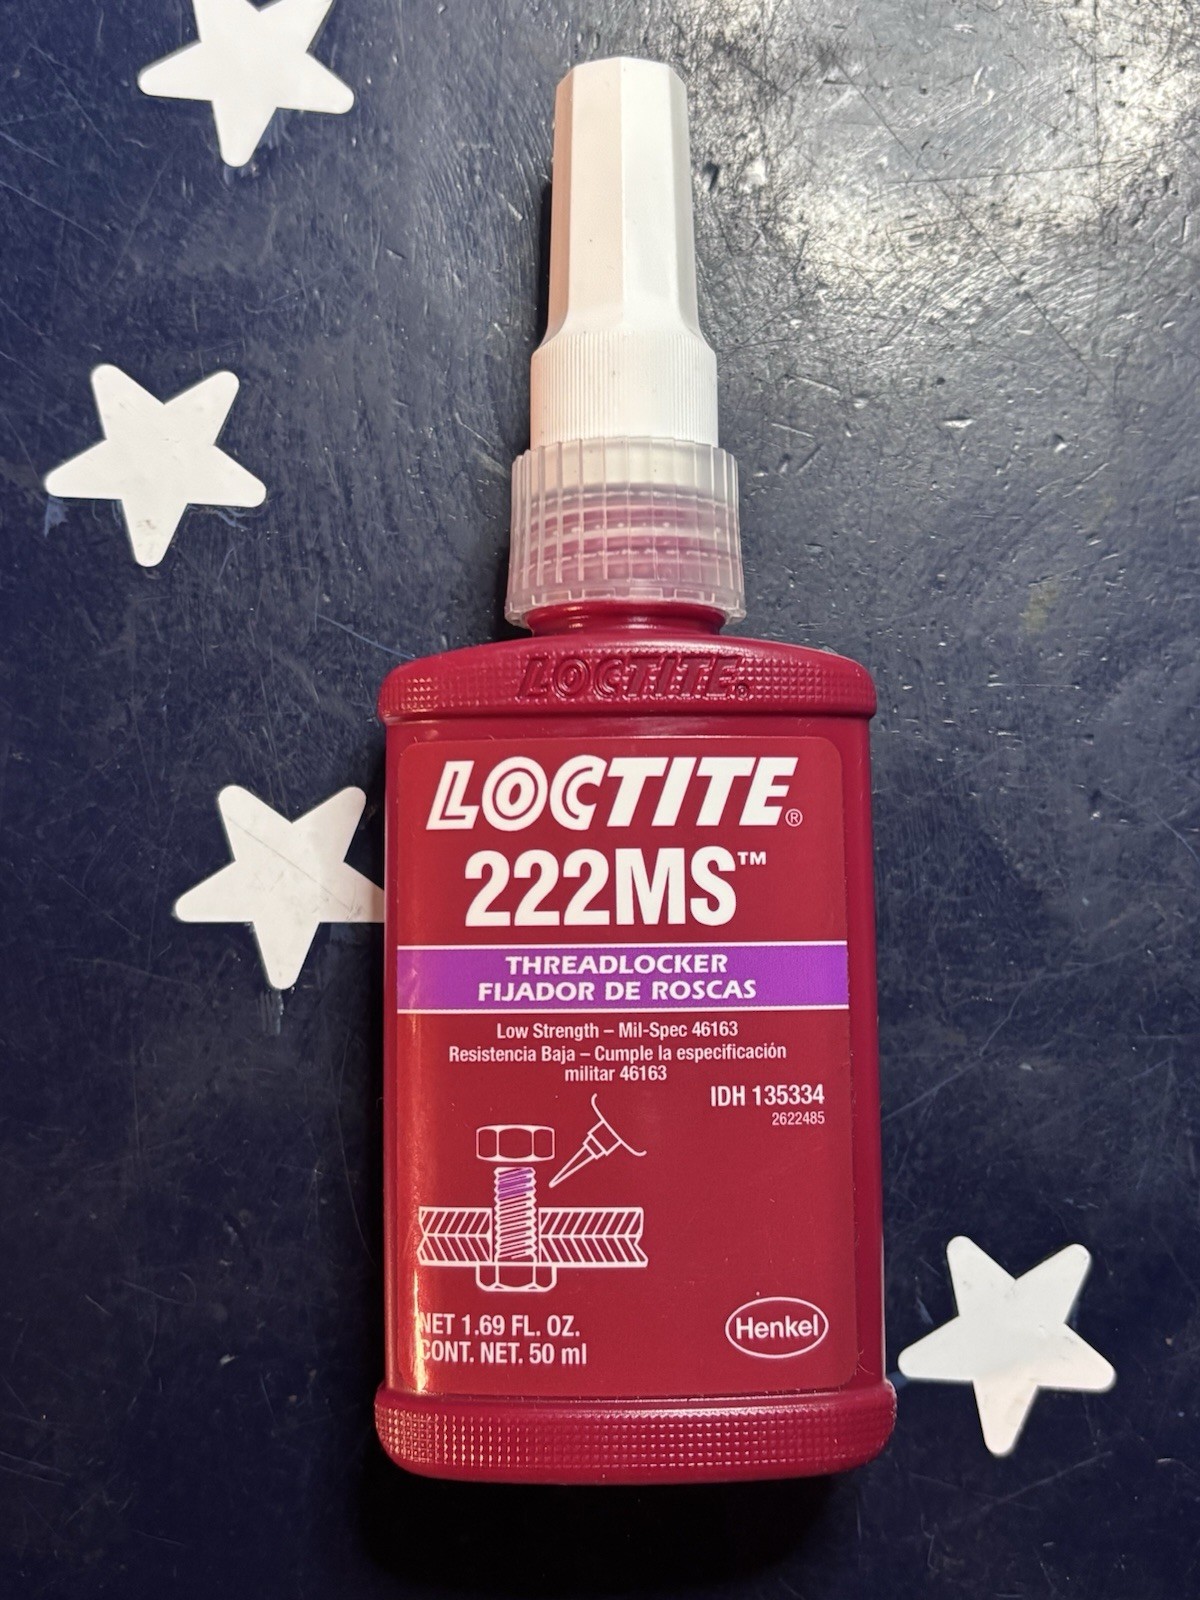 LOCTITE®
LOCTITE®
222MS™
THREADLOCKER
FIJADOR DE ROSCAS
Low Strength – Mil-Spec 46163
Resistencia Baja – Cumple la especificación
militar 46163
IDH 135334
2622485
NET 1.69 FL. OZ.
CONT. NET. 50 ml
Henkel